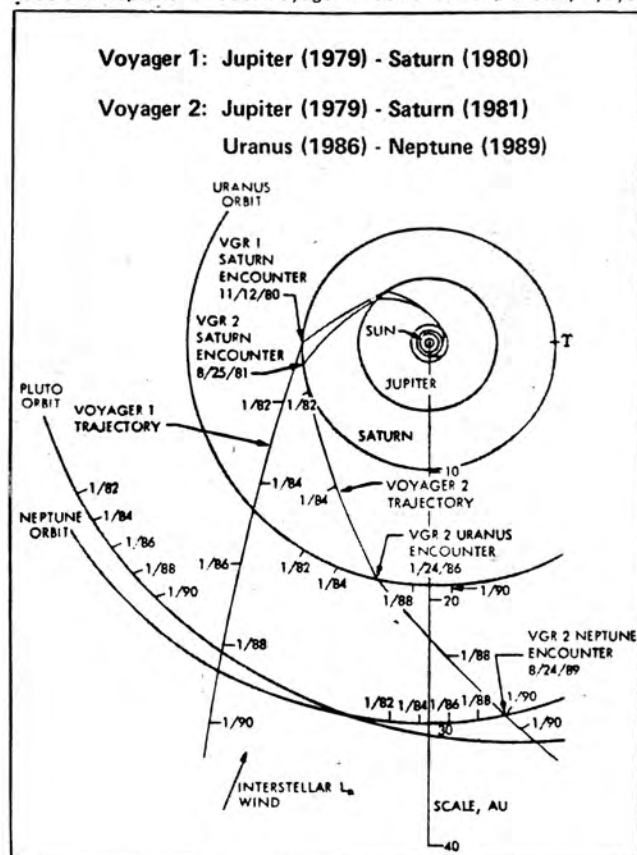 Voyager 1: Jupiter (1979) - Saturn (1980)
Voyager 2: Jupiter (1979) - Saturn (1981)
Uranus (1986) - Neptune (1989)
URANUS
ORBIT
VGR 1
SATURN
ENCOUNTER
11/12/80
VGR 2
SATURN
ENCOUNTER
8/25/81
SUN
♈
JUPITER
PLUTO
ORBIT
VOYAGER 1
TRAJECTORY
1/82
1/82
SATURN
10
1/82
1/84
1/86
1/88
1/90
NEPTUNE
ORBIT
1/84
1/84
VOYAGER 2
TRAJECTORY
VGR 2 URANUS
ENCOUNTER
1/24/86
1/86
1/82
1/84
1/88
1/90
20
1/88
1/88
VGR 2 NEPTUNE
ENCOUNTER
8/24/89
1/82
1/84
1/86
1/88
1/90
1/90
1/90
30
INTERSTELLAR
WIND
SCALE, AU
40